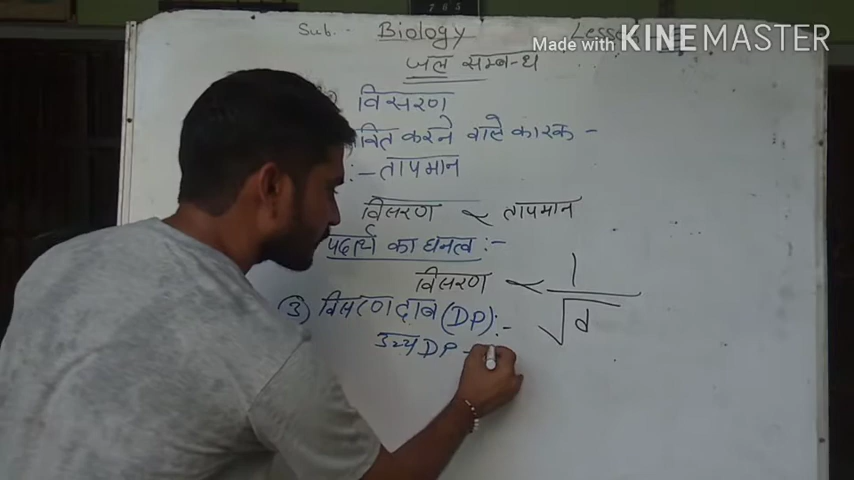 Sub. - Biology Lesson
Made with KINEMASTER
जल सम्बन्ध
विसरण
करने वाले कारक -
:- तापमान
विसरण ∝ तापमान
पदार्थ का घनत्व :-
विसरण ∝ 1/√d
③ विसरण दाब (DP) :-
उच्च DP -